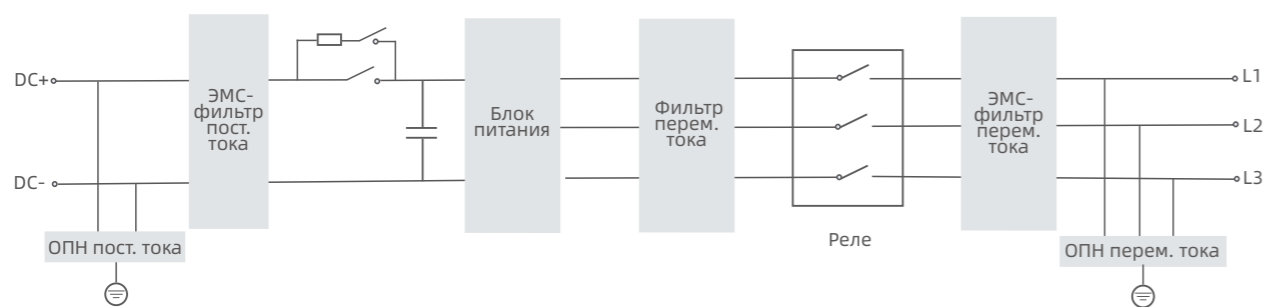 DC+
DC-
ЭМС-
фильтр
пост.
тока
ОПН пост. тока
Блок
питания
Фильтр
перем.
тока
Реле
ЭМС-
фильтр
перем.
тока
L1
L2
L3
ОПН перем. тока